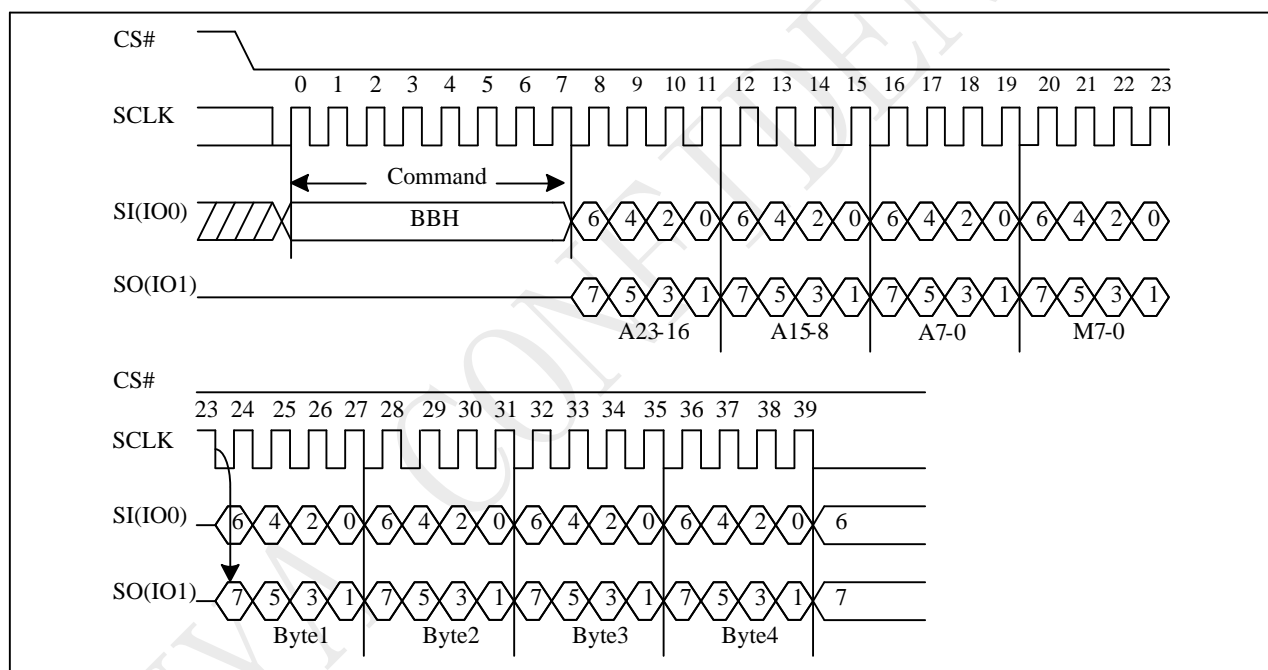 CS#
0 1 2 3 4 5 6 7 8 9 10 11 12 13 14 15 16 17 18 19 20 21 22 23
SCLK
Command
SI(IO0) BBH 6 4 2 0 6 4 2 0 6 4 2 0 6 4 2 0
SO(IO1) 7 5 3 1 7 5 3 1 7 5 3 1 7 5 3 1
A23-16 A15-8 A7-0 M7-0
CS#
23 24 25 26 27 28 29 30 31 32 33 34 35 36 37 38 39
SCLK
SI(IO0) 6 4 2 0 6 4 2 0 6 4 2 0 6 4 2 0 6
SO(IO1) 7 5 3 1 7 5 3 1 7 5 3 1 7 5 3 1 7
Byte1 Byte2 Byte3 Byte4